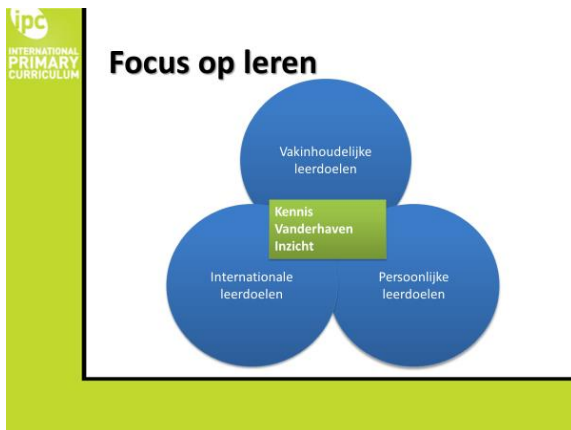 ipc
INTERNATIONAL
PRIMARY
CURRICULUM
Focus op leren
Vakinhoudelijke
leerdoelen
Kennis
Vanderhaven
Inzicht
Internationale
leerdoelen
Persoonlijke
leerdoelen